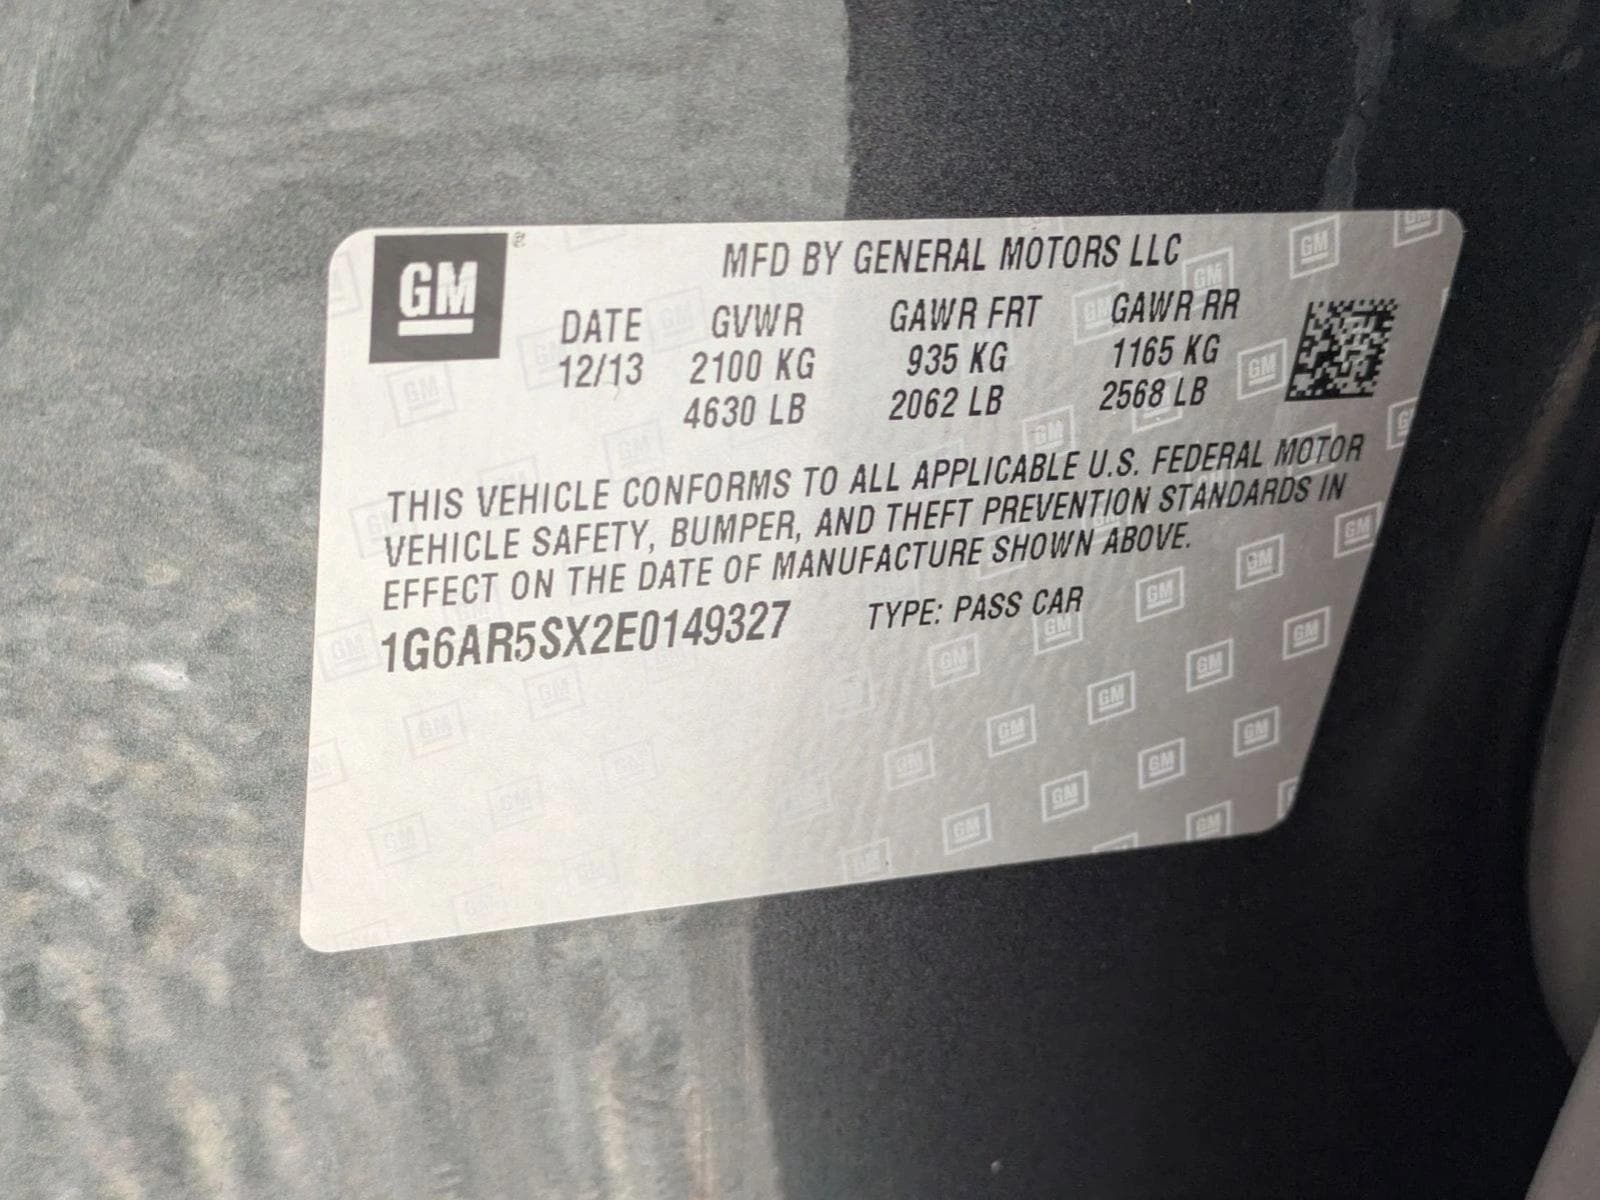 GM ®
MFD BY GENERAL MOTORS LLC
DATE GVWR GAWR FRT GAWR RR
12/13 2100 KG 935 KG 1165 KG
4630 LB 2062 LB 2568 LB
THIS VEHICLE CONFORMS TO ALL APPLICABLE U.S. FEDERAL MOTOR
VEHICLE SAFETY, BUMPER, AND THEFT PREVENTION STANDARDS IN
EFFECT ON THE DATE OF MANUFACTURE SHOWN ABOVE.
1G6AR5SX2E0149327 TYPE: PASS CAR